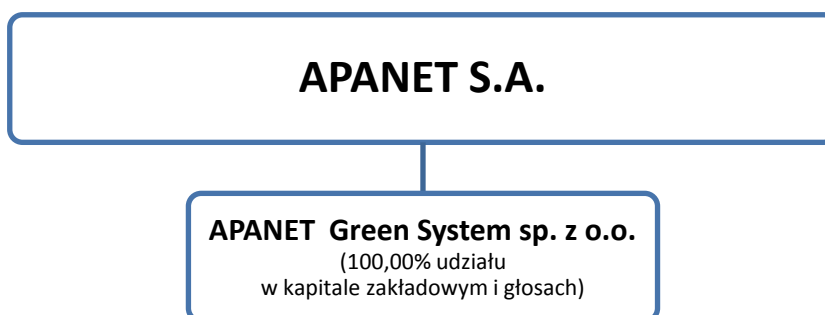 APANET S.A.
APANET Green System sp. z o.o.
(100,00% udziału
w kapitale zakładowym i głosach)